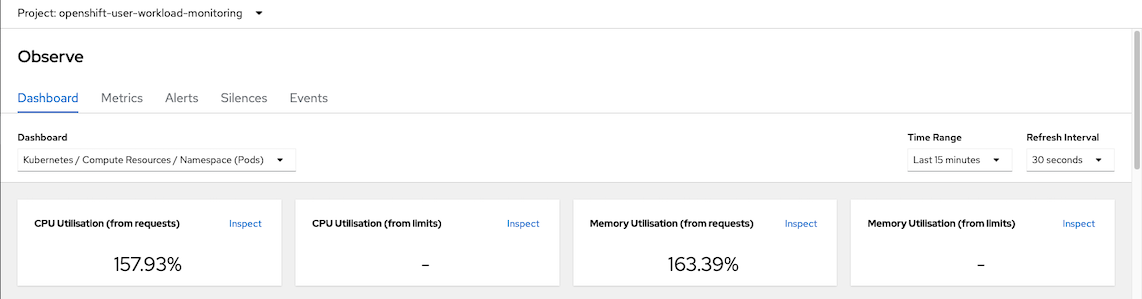 Project: openshift-user-workload-monitoring
Observe
Dashboard Metrics Alerts Silences Events
Dashboard Time Range Refresh Interval
Kubernetes / Compute Resources / Namespace (Pods) Last 15 minutes 30 seconds
CPU Utilisation (from requests) Inspect CPU Utilisation (from limits) Inspect Memory Utilisation (from requests) Inspect Memory Utilisation (from limits) Inspect
157.93% – 163.39% –